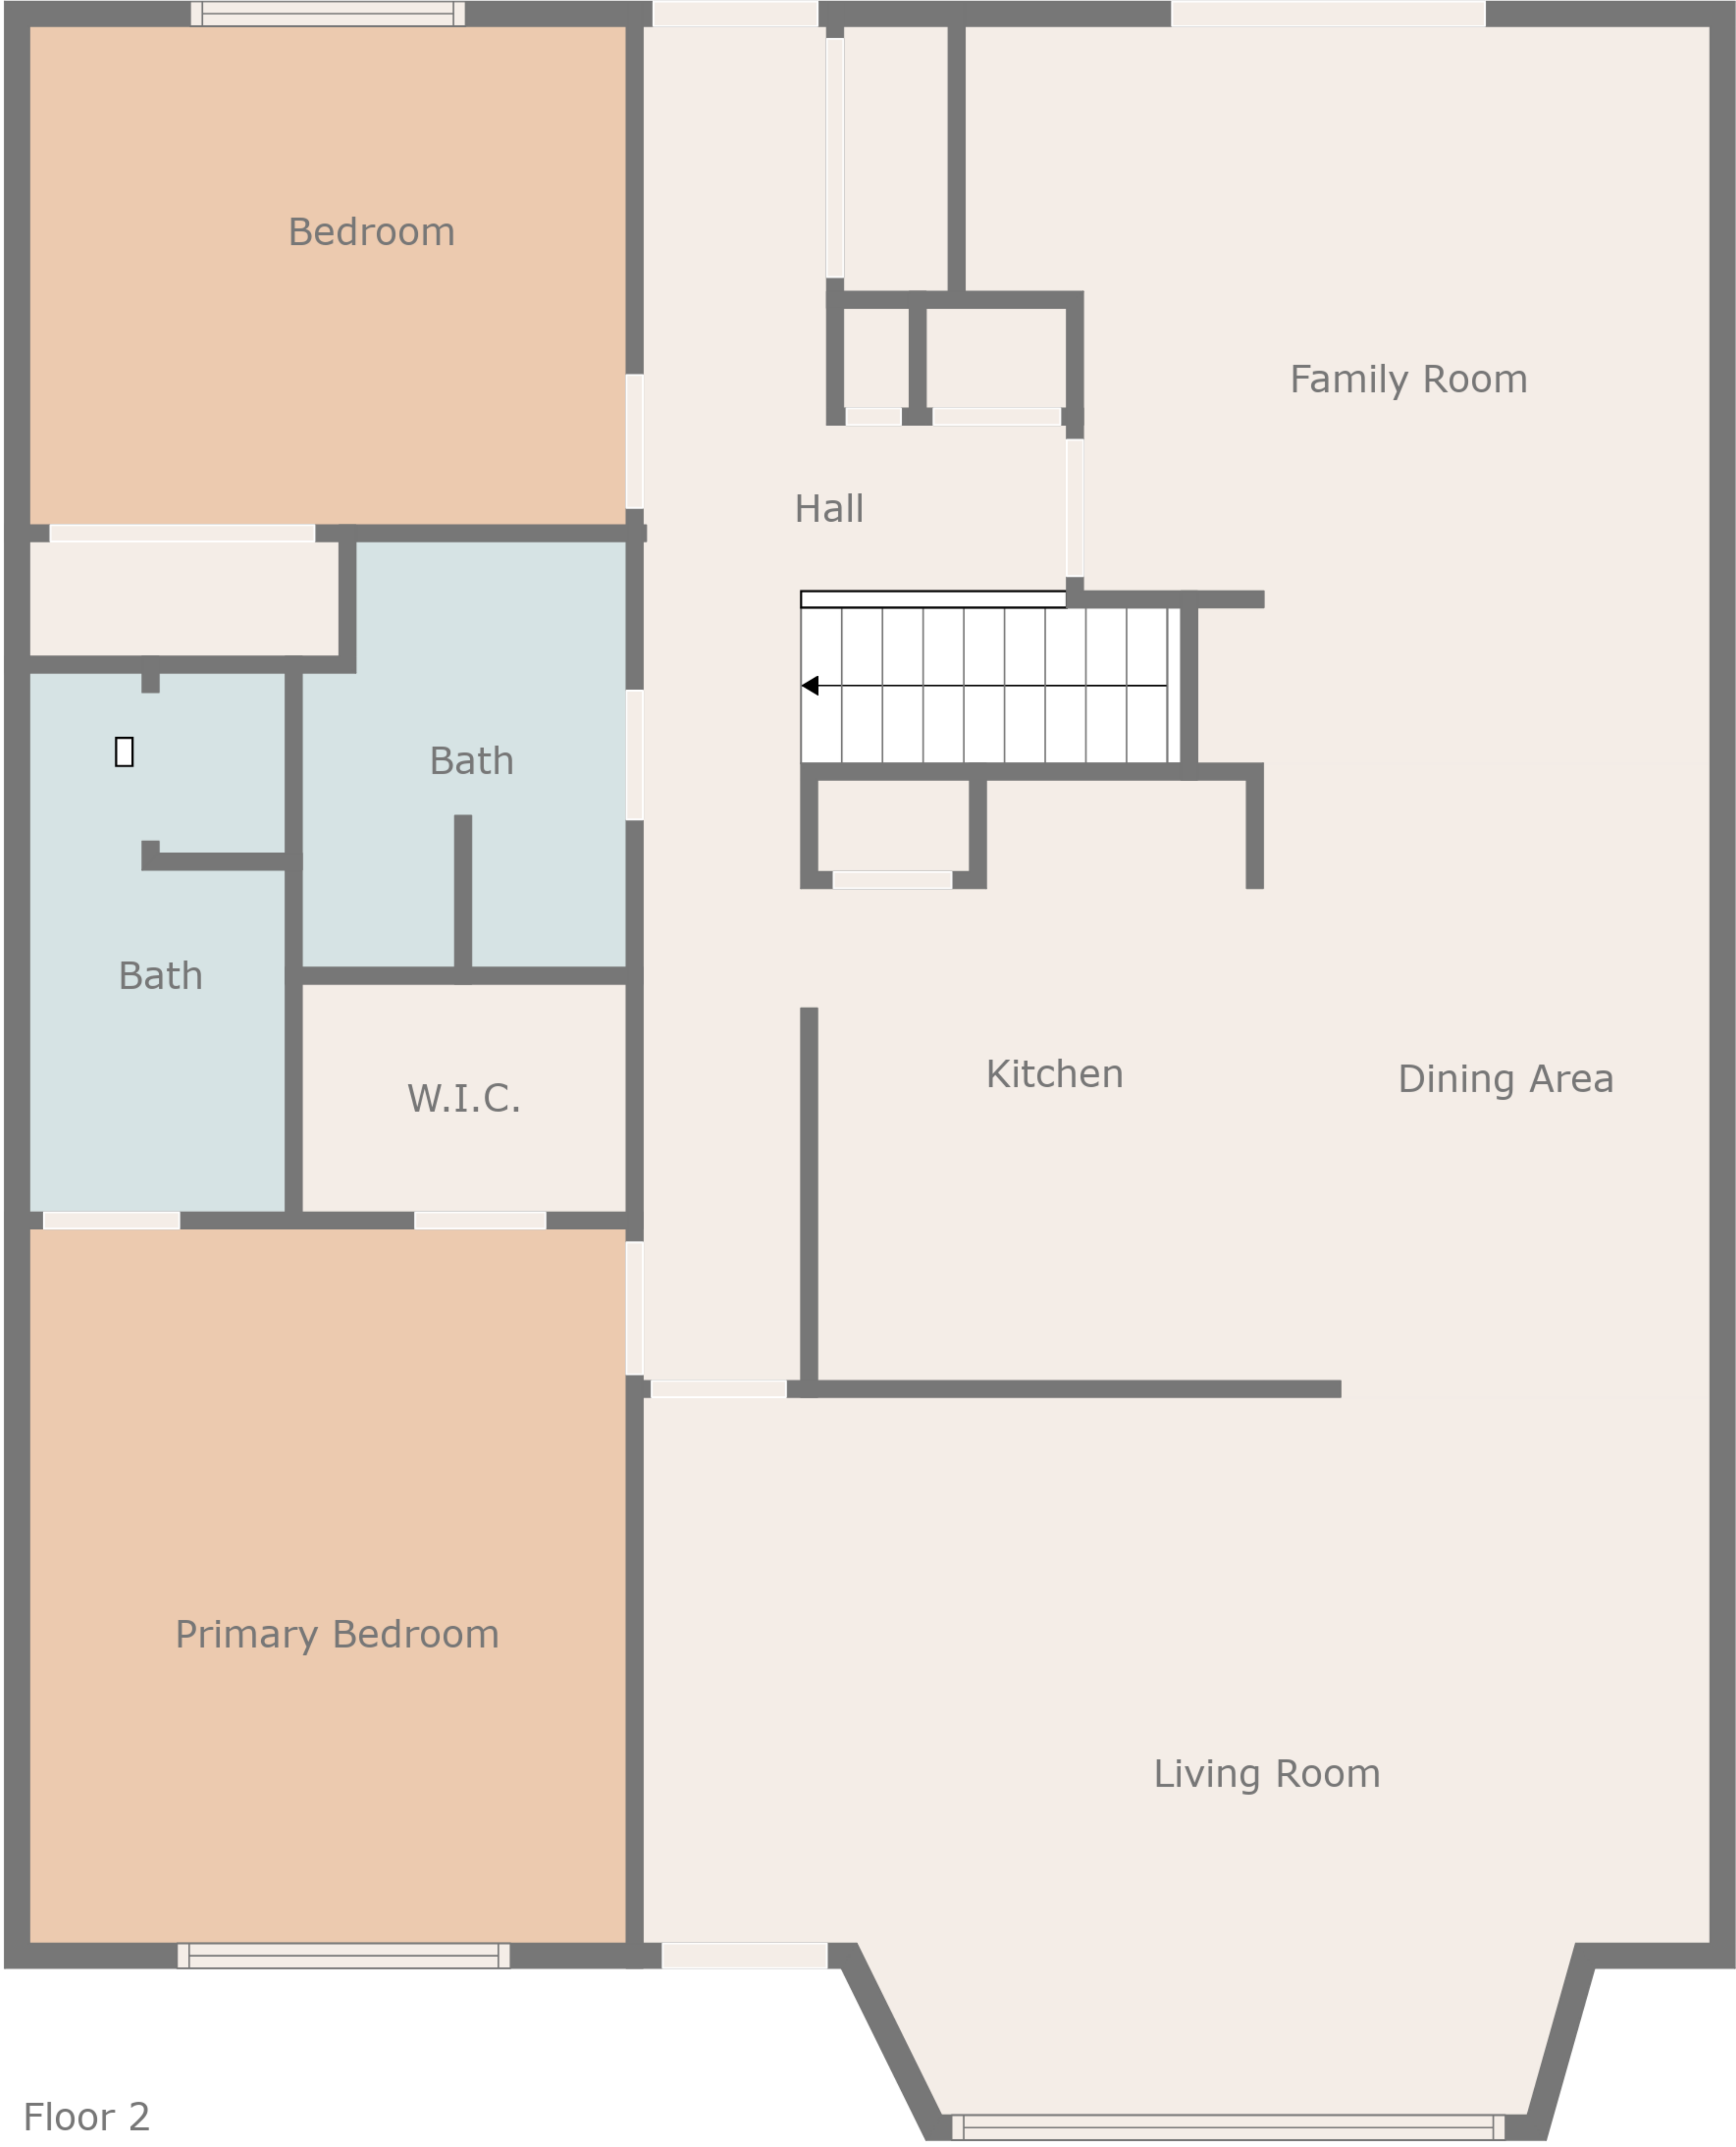 Bedroom
Family Room
Hall
Bath
Bath
Kitchen
Dining Area
W.I.C.
Primary Bedroom
Living Room
Floor 2